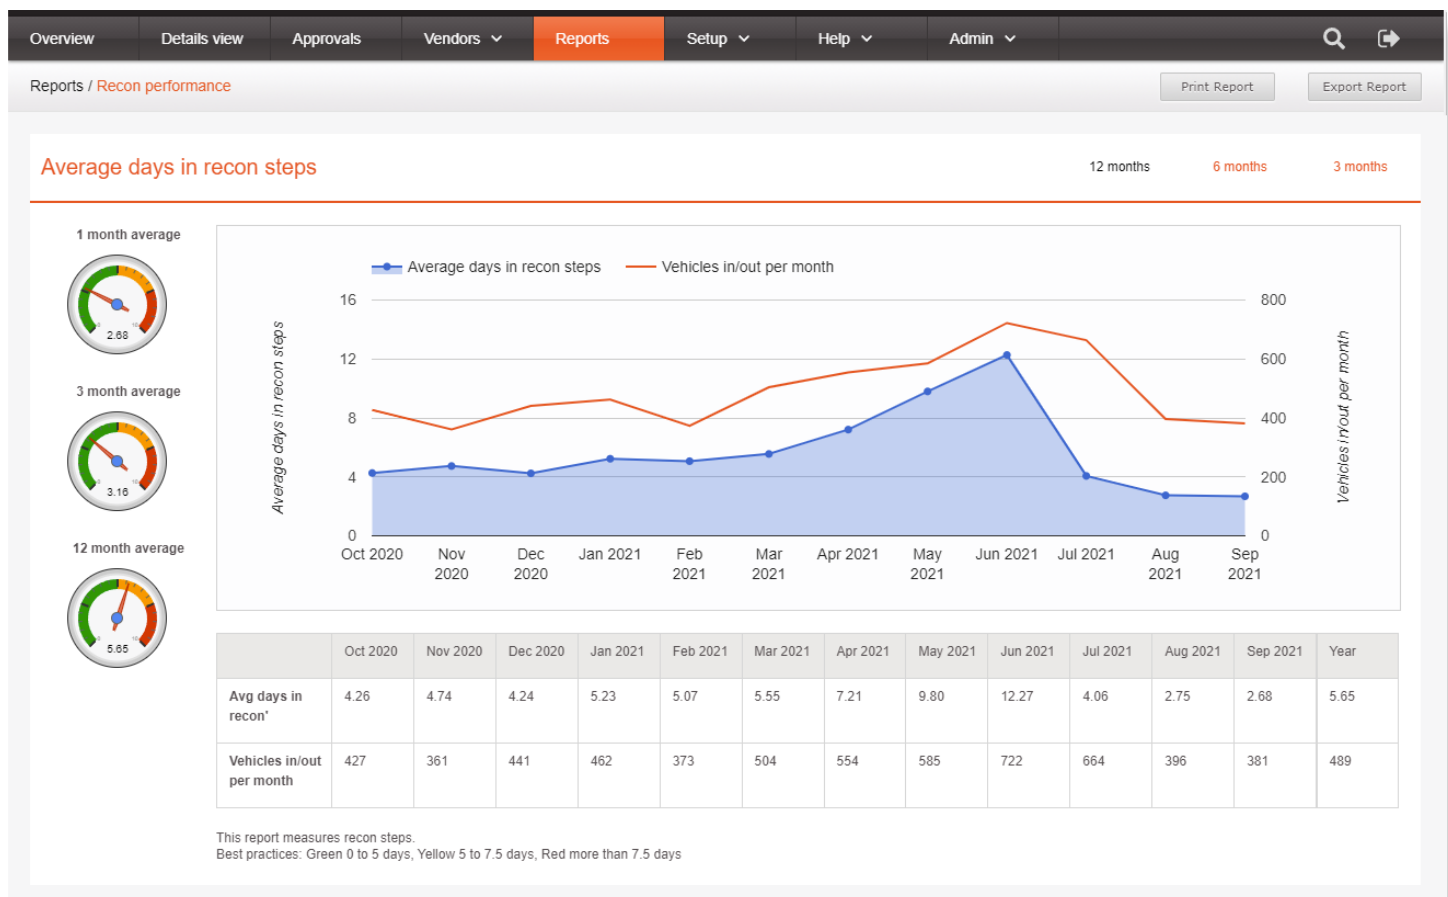 Overview Details view Approvals Vendors Reports Setup Help Admin
Reports / Recon performance Print Report Export Report
Average days in recon steps 12 months 6 months 3 months
1 month average
0 10
2.68
3 month average
0 10
3.16
12 month average
0 10
5.65
Average days in recon steps Vehicles in/out per month
16 800
12 600
8 400
4 200
0 0
Average days in recon steps
Vehicles in/out per month
Oct 2020 Nov 2020 Dec 2020 Jan 2021 Feb 2021 Mar 2021 Apr 2021 May 2021 Jun 2021 Jul 2021 Aug 2021 Sep 2021
Oct 2020 Nov 2020 Dec 2020 Jan 2021 Feb 2021 Mar 2021 Apr 2021 May 2021 Jun 2021 Jul 2021 Aug 2021 Sep 2021 Year
Avg days in recon* 4.26 4.74 4.24 5.23 5.07 5.55 7.21 9.80 12.27 4.06 2.75 2.68 5.65
Vehicles in/out per month 427 361 441 462 373 504 554 585 722 664 396 381 489
This report measures recon steps.
Best practices: Green 0 to 5 days, Yellow 5 to 7.5 days, Red more than 7.5 days